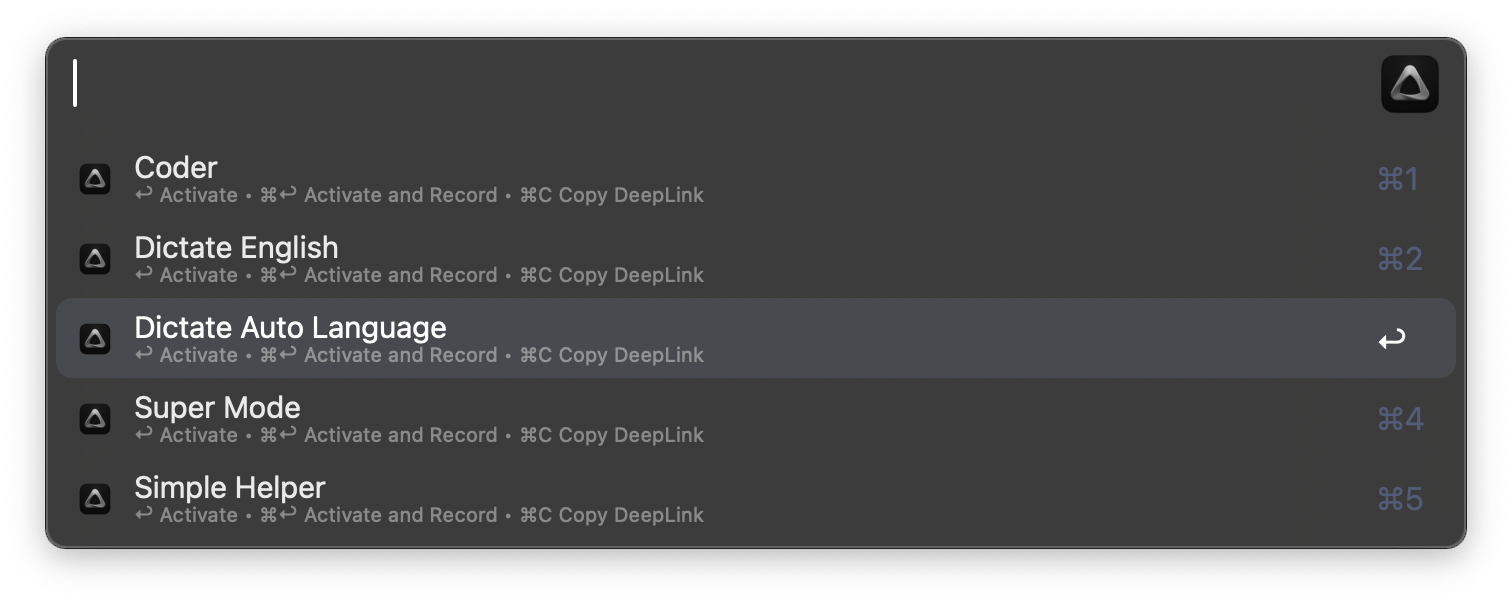 Coder
↩ Activate • ⌘↩ Activate and Record • ⌘C Copy DeepLink
⌘1
Dictate English
↩ Activate • ⌘↩ Activate and Record • ⌘C Copy DeepLink
⌘2
Dictate Auto Language
↩ Activate • ⌘↩ Activate and Record • ⌘C Copy DeepLink
↩
Super Mode
↩ Activate • ⌘↩ Activate and Record • ⌘C Copy DeepLink
⌘4
Simple Helper
↩ Activate • ⌘↩ Activate and Record • ⌘C Copy DeepLink
⌘5